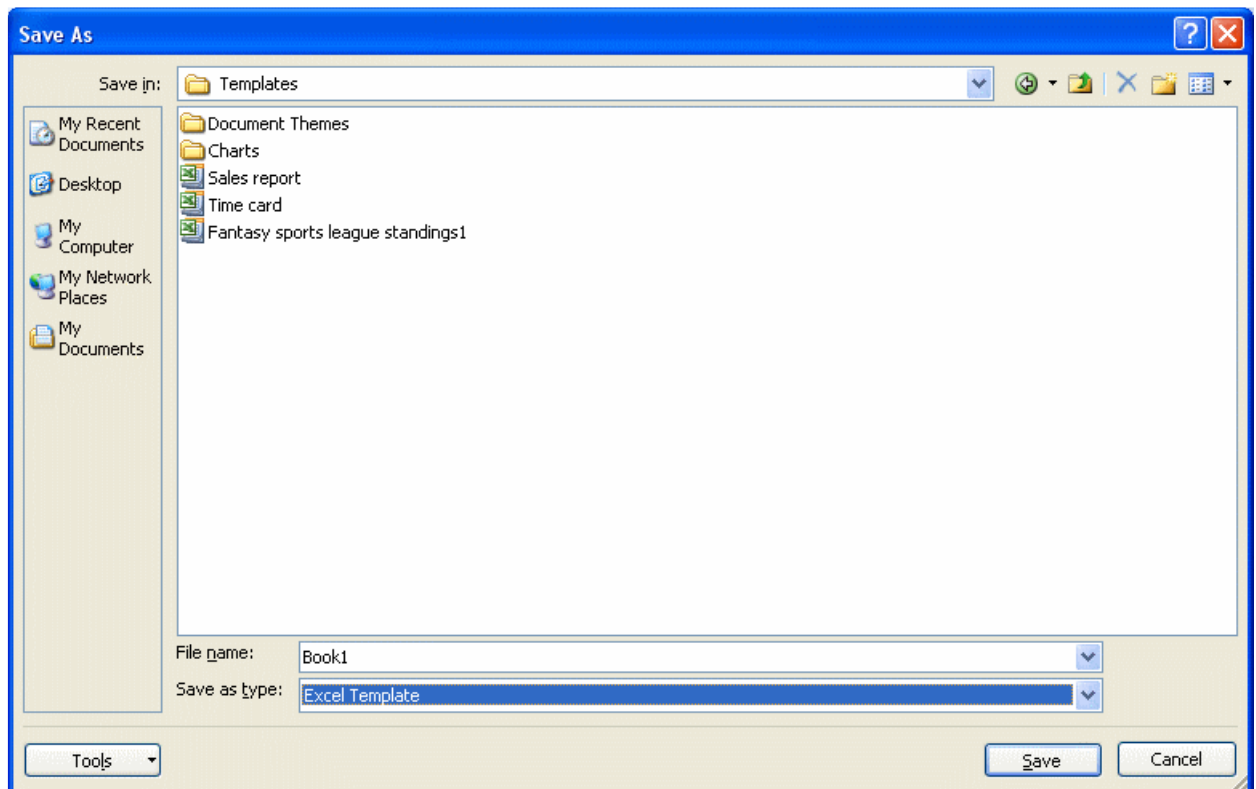 Save As
Save in:
Templates
My Recent
Documents
Desktop
My
Computer
My Network
Places
My
Documents
Document Themes
Charts
Sales report
Time card
Fantasy sports league standings1
File name:
Book1
Save as type:
Excel Template
Tools
Save
Cancel